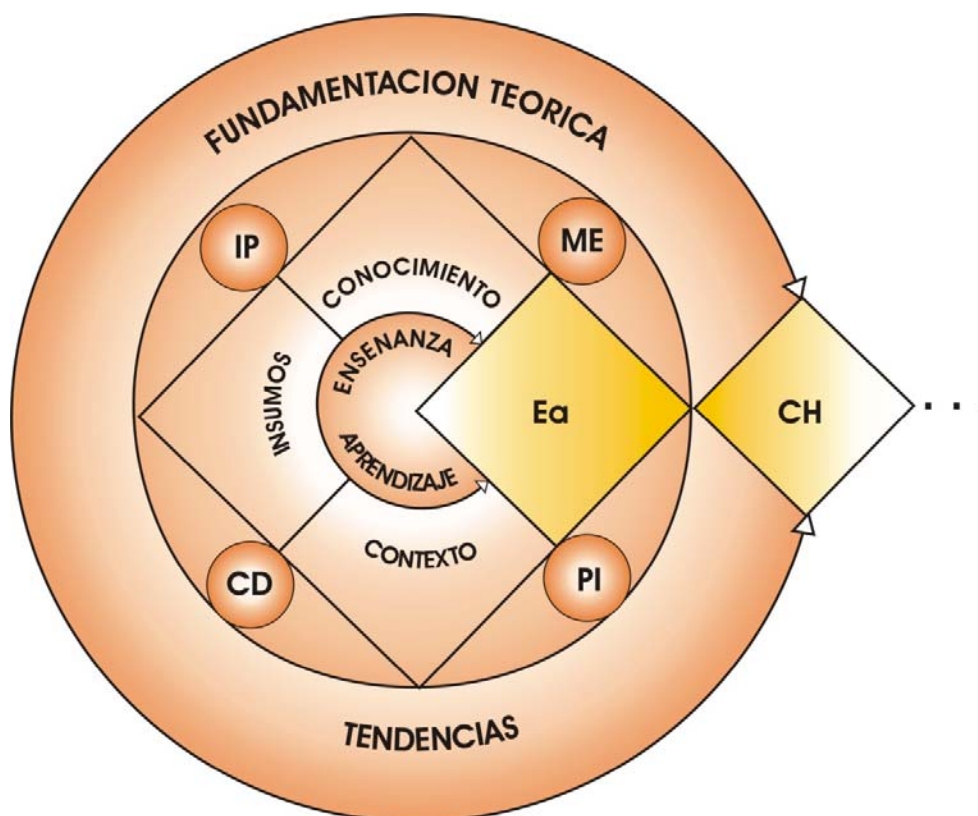 FUNDAMENTACION TEORICA
IP
ME
CONOCIMIENTO
ENSENANZA
INSUMOS
Ea
CH
. . .
APRENDIZAJE
CONTEXTO
CD
PI
TENDENCIAS